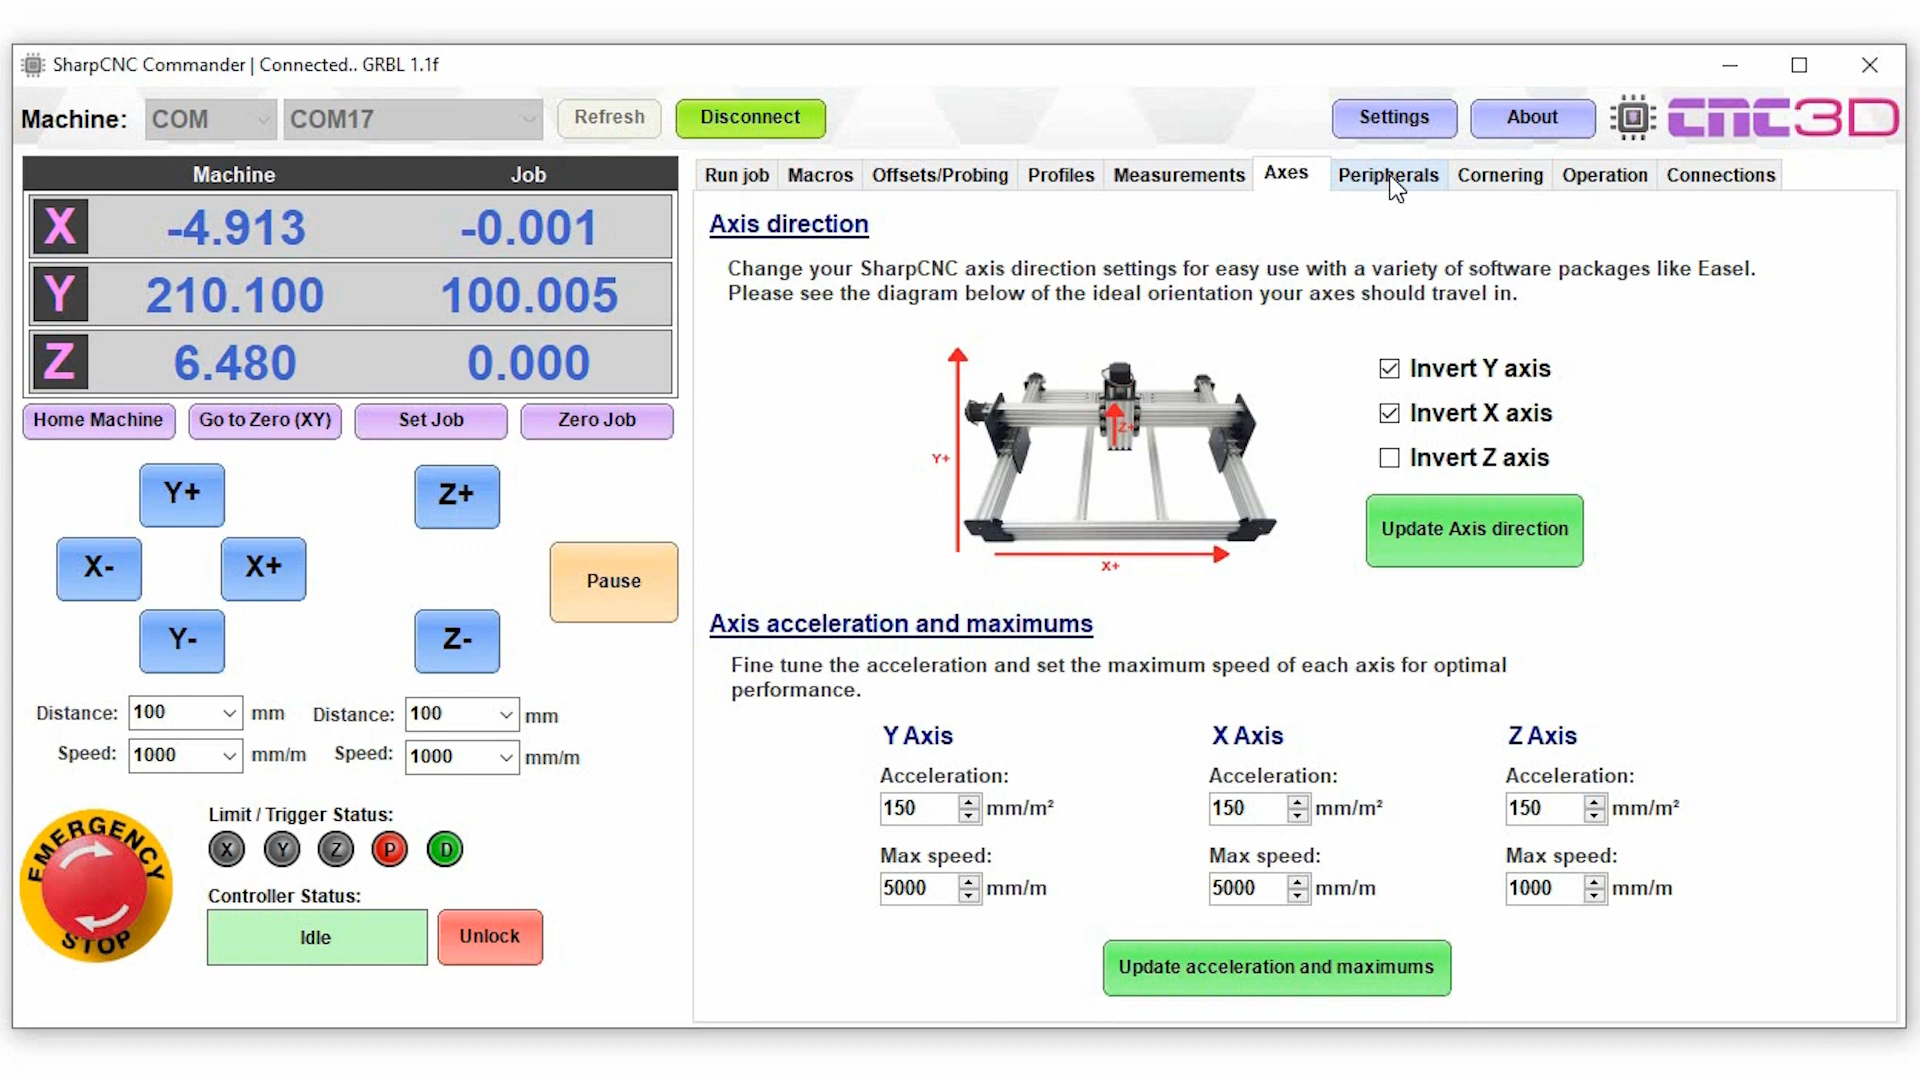 SharpCNC Commander | Connected.. GRBL 1.1f
Machine: COM COM17 Refresh Disconnect Settings About CNC3D
Machine Job
X -4.913 -0.001
Y 210.100 100.005
Z 6.480 0.000
Home Machine Go to Zero (XY) Set Job Zero Job
Y+ Z+
X- X+
Pause
Y- Z-
Distance: 100 mm Distance: 100 mm
Speed: 1000 mm/m Speed: 1000 mm/m
EMERGENCY
STOP
Limit / Trigger Status:
X Y Z P D
Controller Status:
Idle Unlock
Run job Macros Offsets/Probing Profiles Measurements Axes Peripherals Cornering Operation Connections
Axis direction
Change your SharpCNC axis direction settings for easy use with a variety of software packages like Easel.
Please see the diagram below of the ideal orientation your axes should travel in.
Y+
Z+
X+
Invert Y axis
Invert X axis
Invert Z axis
Update Axis direction
Axis acceleration and maximums
Fine tune the acceleration and set the maximum speed of each axis for optimal
performance.
Y Axis X Axis Z Axis
Acceleration: Acceleration: Acceleration:
150 mm/m² 150 mm/m² 150 mm/m²
Max speed: Max speed: Max speed:
5000 mm/m 5000 mm/m 1000 mm/m
Update acceleration and maximums